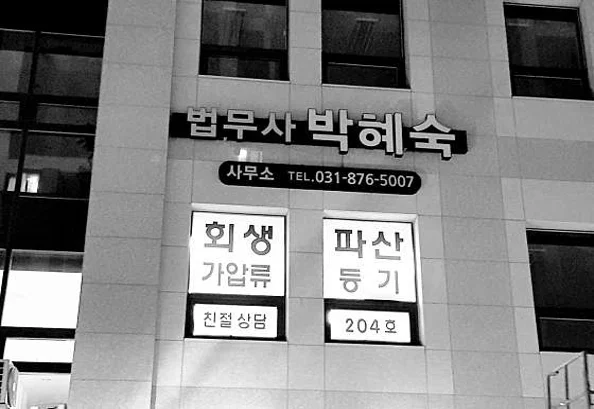 법무사 박혜숙
사무소 TEL.031-876-5007
회생 파산
가압류 등기
친절상담 204호